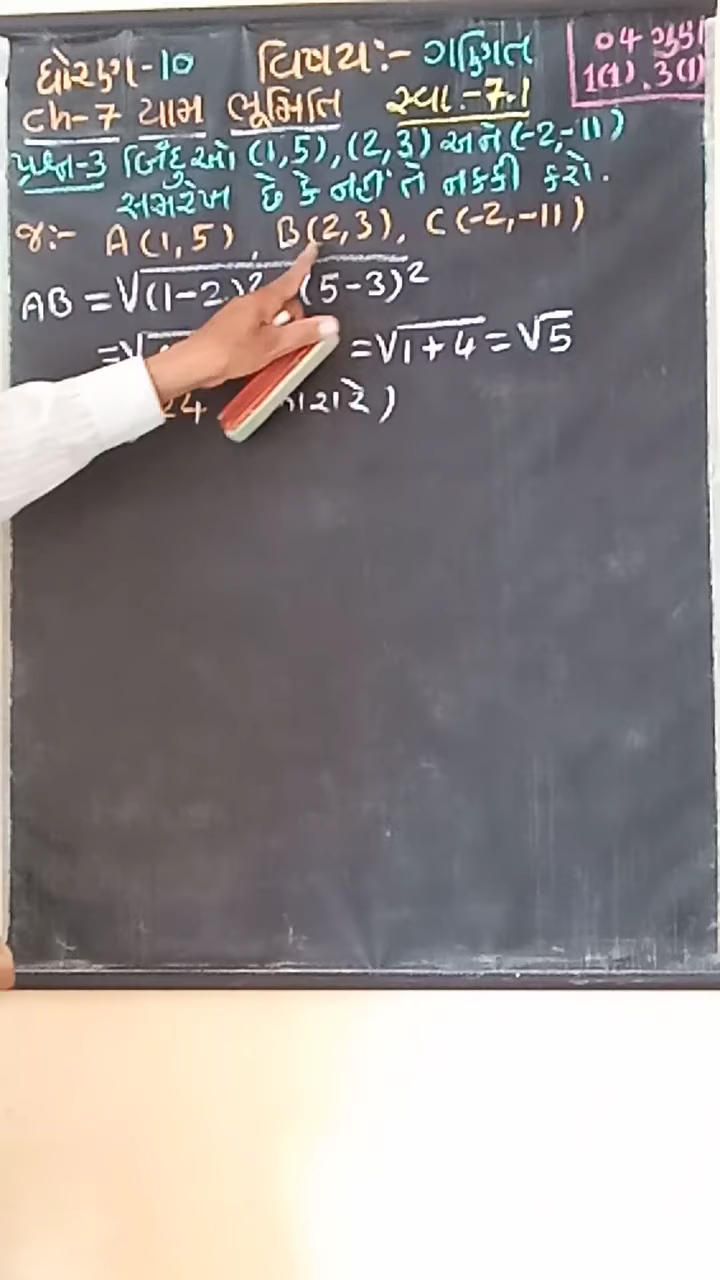 ધોરણ-૧૦ વિષય:- ગણિત
ch-7 યામ ભૂમિતિ સ્વા.-7.1
04 ગુણ
1(1), 3(1)
પ્રશ્ન-3 બિંદુઓ (1,5), (2,3) અને (-2,-11)
સમરેખ છે કે નહીં તે નક્કી કરો.
જ:- A(1,5), B(2,3), C(-2,-11)
AB = √(1-2)² (5-3)²
=√ =√1+4 = √5
24 )